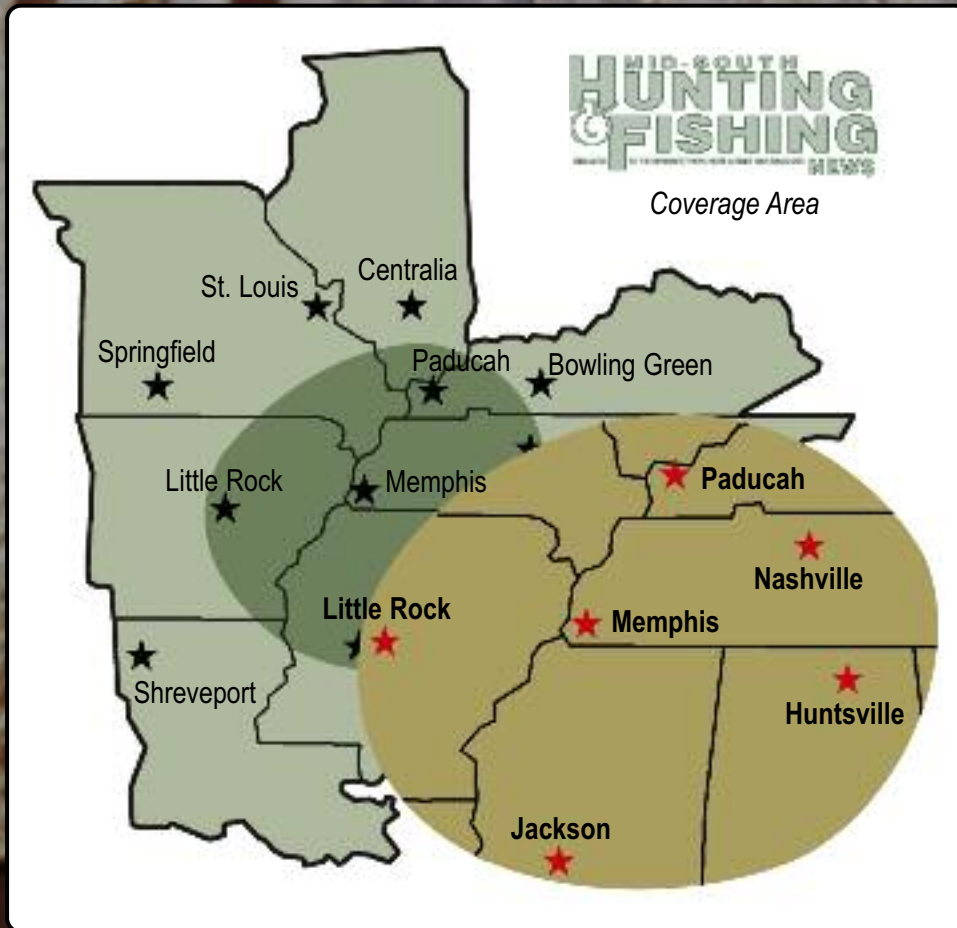 MID-SOUTH
HUNTING
& FISHING
NEWS
Coverage Area
St. Louis
Centralia
Springfield
Paducah
Bowling Green
Little Rock
Memphis
Shreveport
Paducah
Nashville
Little Rock
Memphis
Huntsville
Jackson